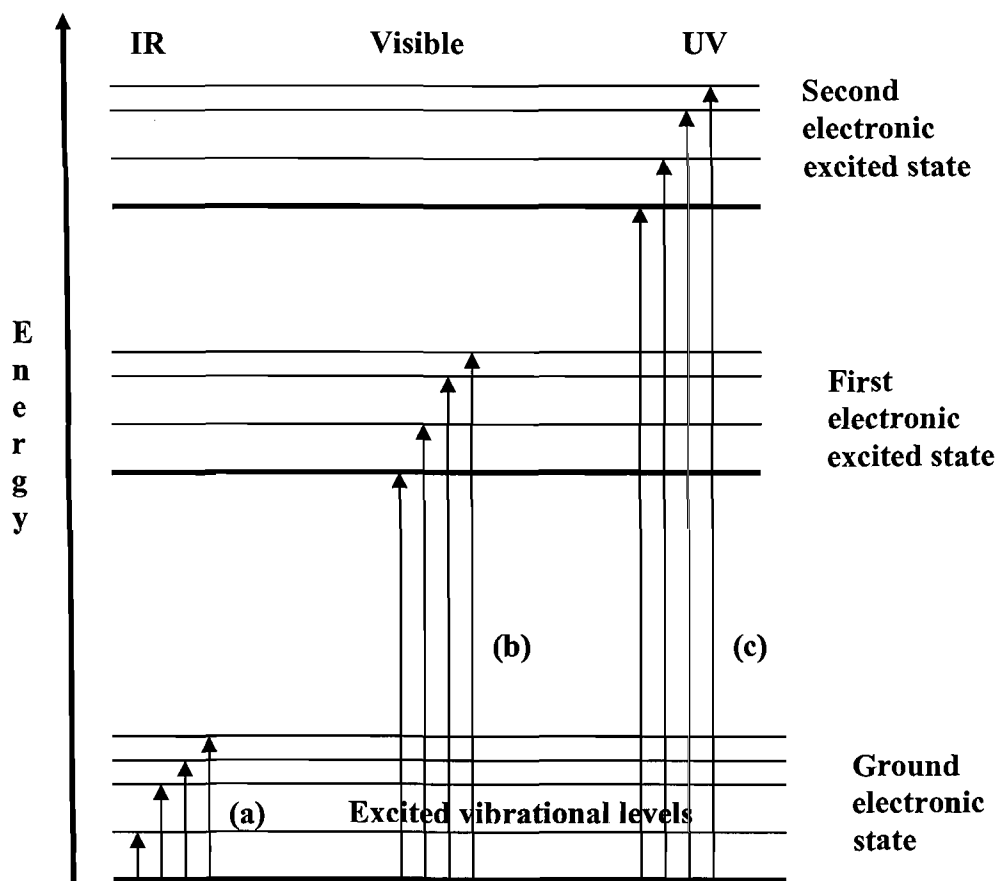 IR Visible UV
Second
electronic
excited state
E
n
e
r
g
y
First
electronic
excited state
(b) (c)
Ground
electronic
state
(a) Excited vibrational levels